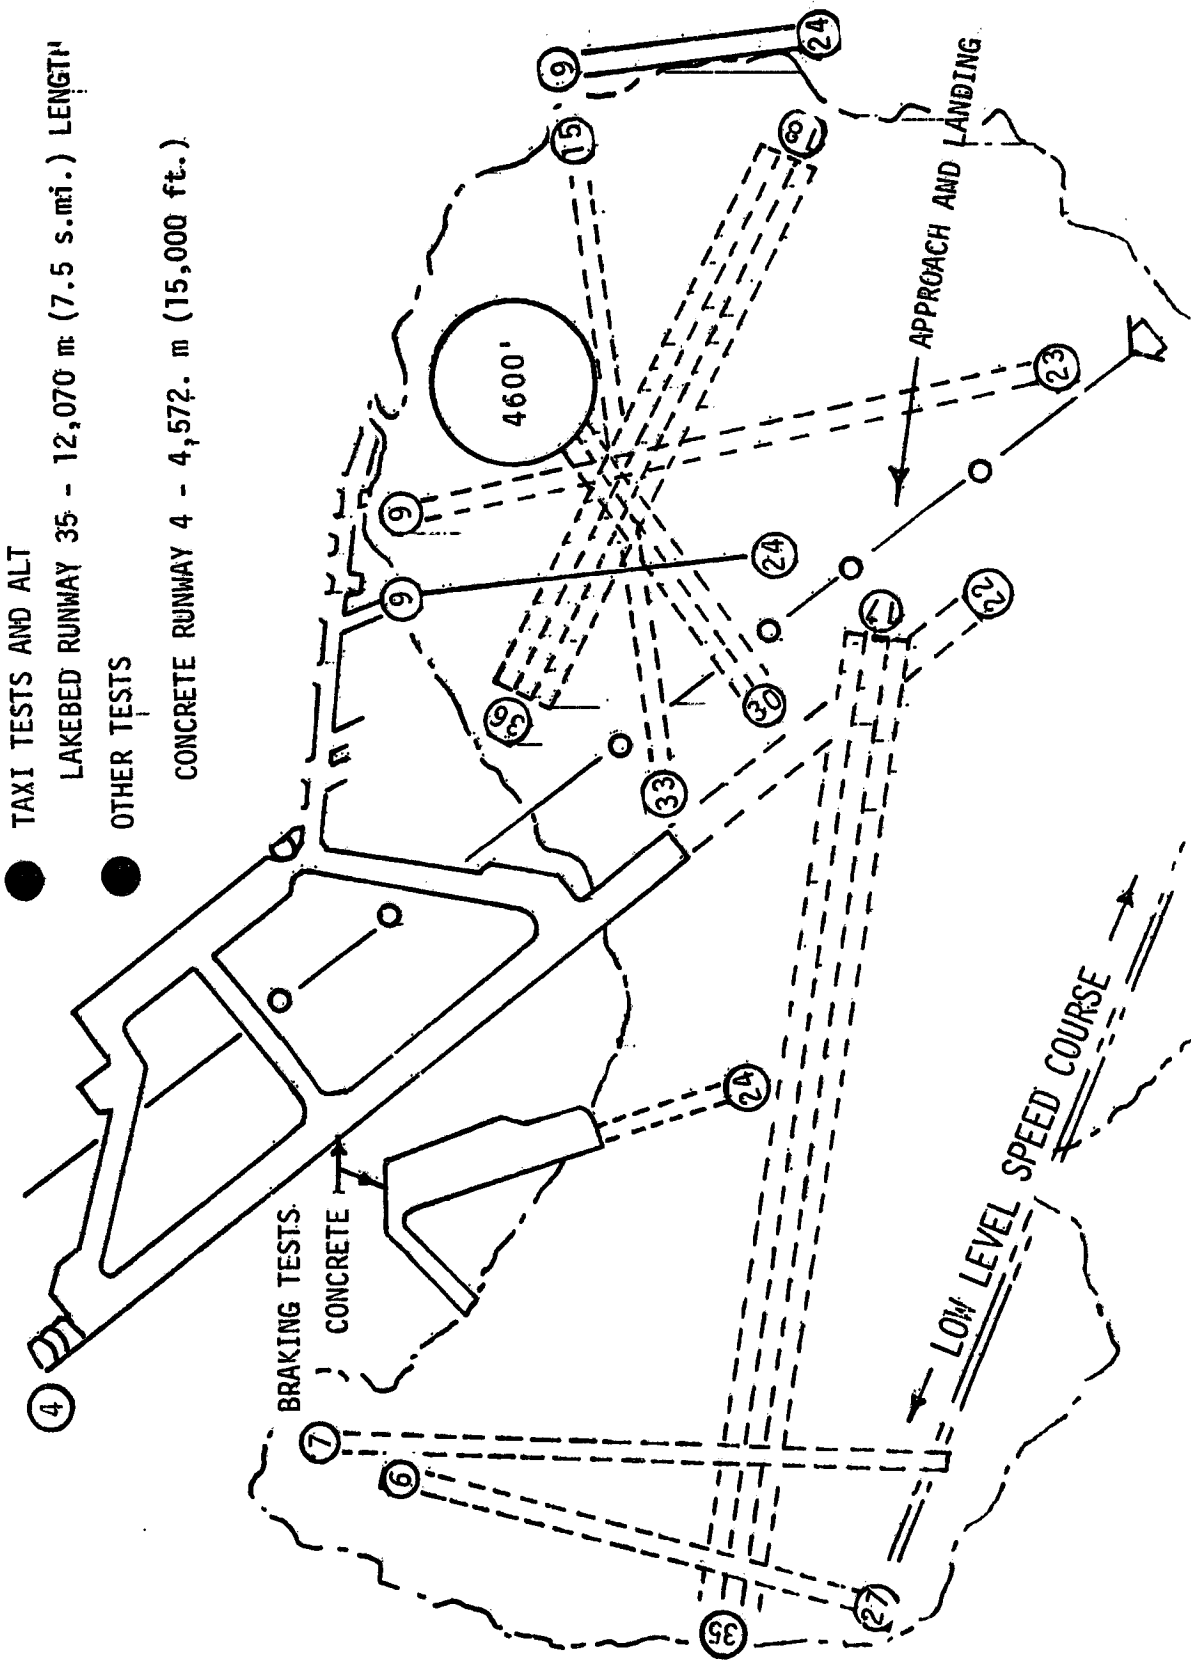 TAXI TESTS AND ALT
LAKEBED RUNWAY 35 - 12,070 m (7.5 s.mi.) LENGTH
OTHER TESTS
CONCRETE RUNWAY 4 - 4,572. m (15,000 ft.)
4
BRAKING TESTS
CONCRETE
7
9
6
6
4600'
6
15
36
33
24
24
30
24
18
35
27
17
22
23
APPROACH AND LANDING
LOW LEVEL SPEED COURSE